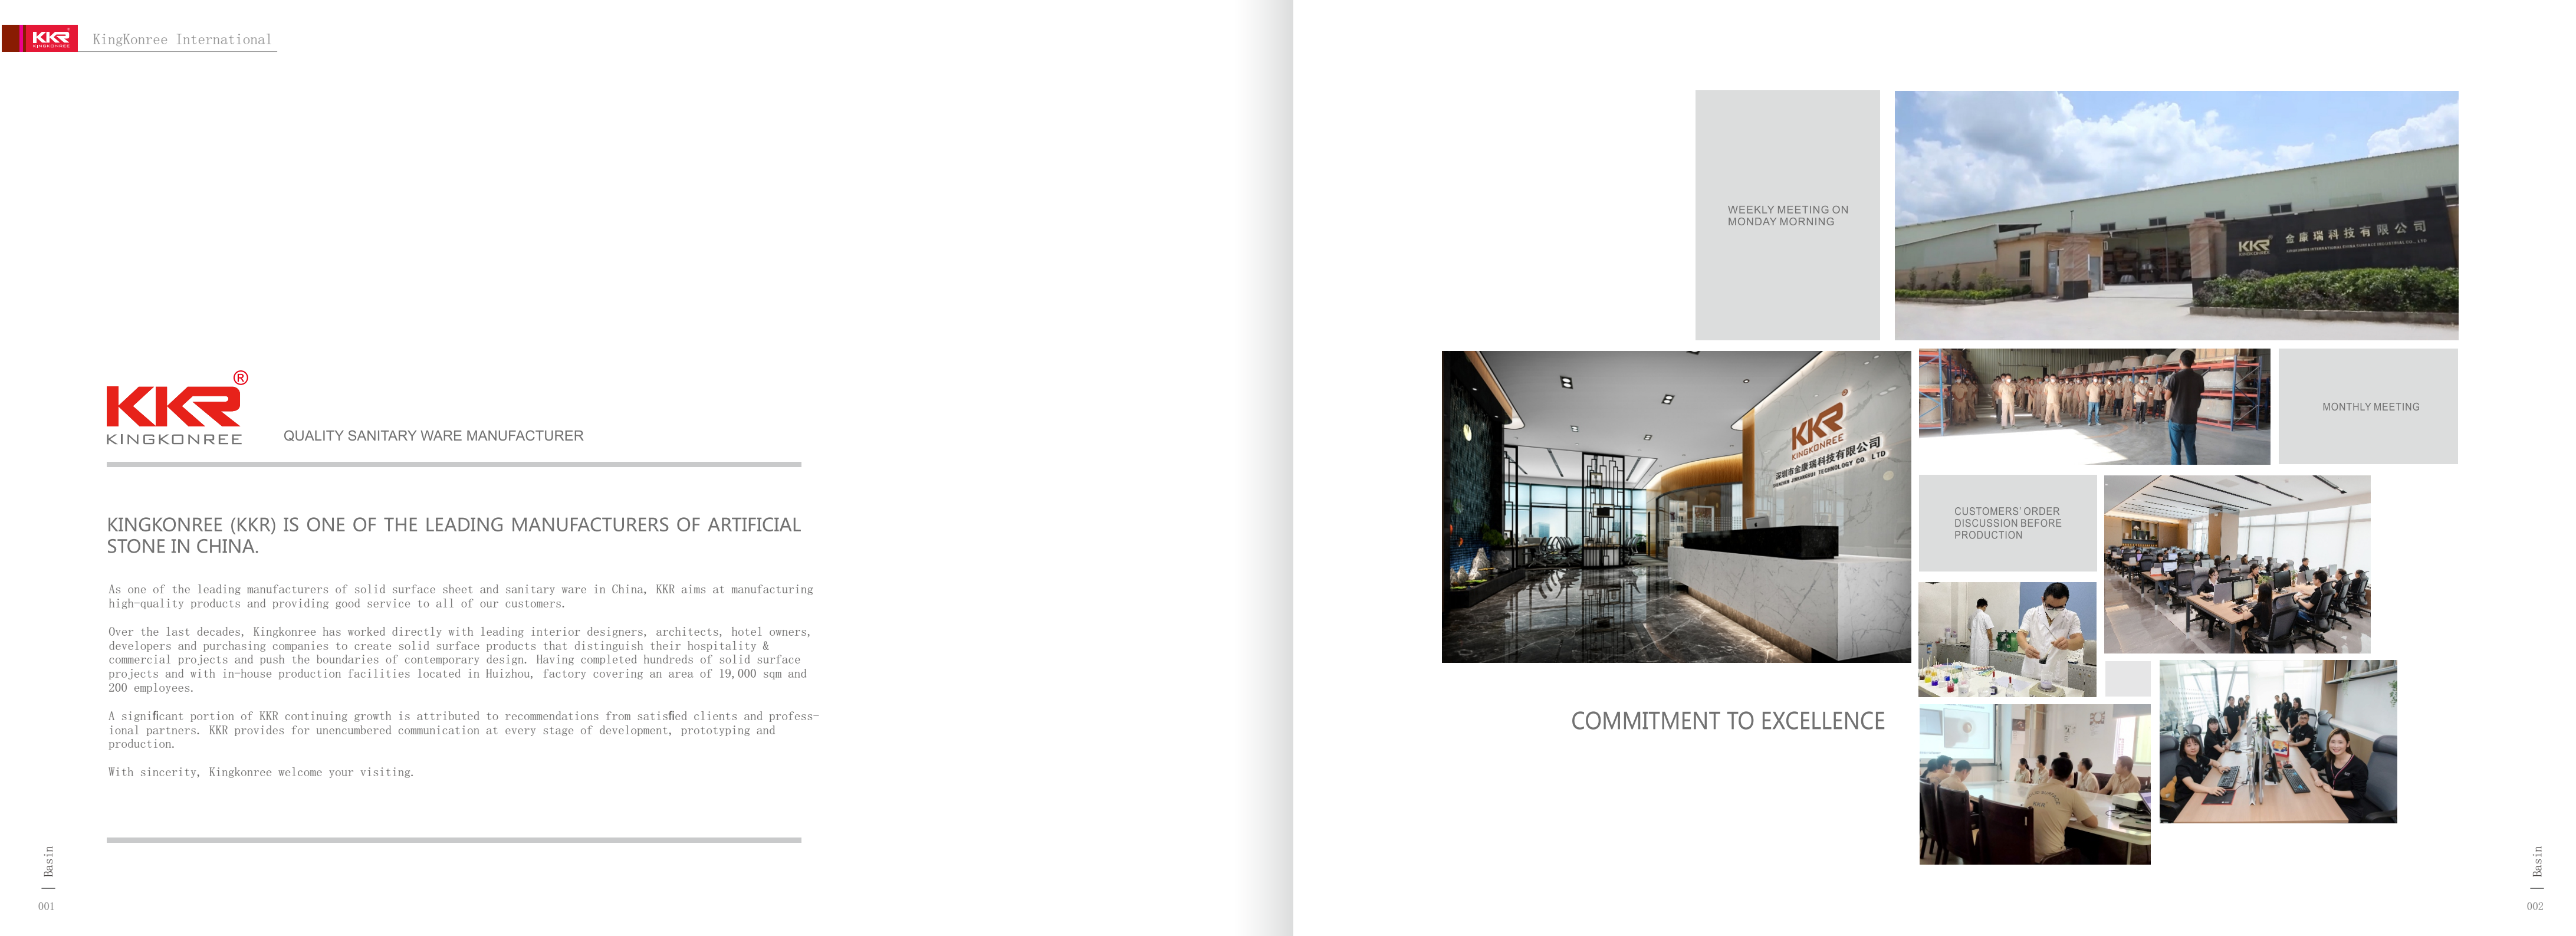 KKR
KINGKONREE
KingKonree International
KKR®
KINGKONREE
QUALITY SANITARY WARE MANUFACTURER
KINGKONREE (KKR) IS ONE OF THE LEADING MANUFACTURERS OF ARTIFICIAL
STONE IN CHINA.
As one of the leading manufacturers of solid surface sheet and sanitary ware in China, KKR aims at manufacturing
high-quality products and providing good service to all of our customers.
Over the last decades, Kingkonree has worked directly with leading interior designers, architects, hotel owners,
developers and purchasing companies to create solid surface products that distinguish their hospitality &
commercial projects and push the boundaries of contemporary design. Having completed hundreds of solid surface
projects and with in-house production facilities located in Huizhou, factory covering an area of 19,000 sqm and
200 employees.
A significant portion of KKR continuing growth is attributed to recommendations from satisfied clients and profess-
ional partners. KKR provides for unencumbered communication at every stage of development, prototyping and
production.
With sincerity, Kingkonree welcome your visiting.
| Basin
001
WEEKLY MEETING ON
MONDAY MORNING
KKR
金康瑞科技有限公司
MONTHLY MEETING
KKR®
KINGKONREE
深圳市金康瑞科技有限公司
SHENZHEN JINKANGRUI TECHNOLOGY CO. LTD
CUSTOMERS' ORDER
DISCUSSION BEFORE
PRODUCTION
COMMITMENT TO EXCELLENCE
| Basin
002